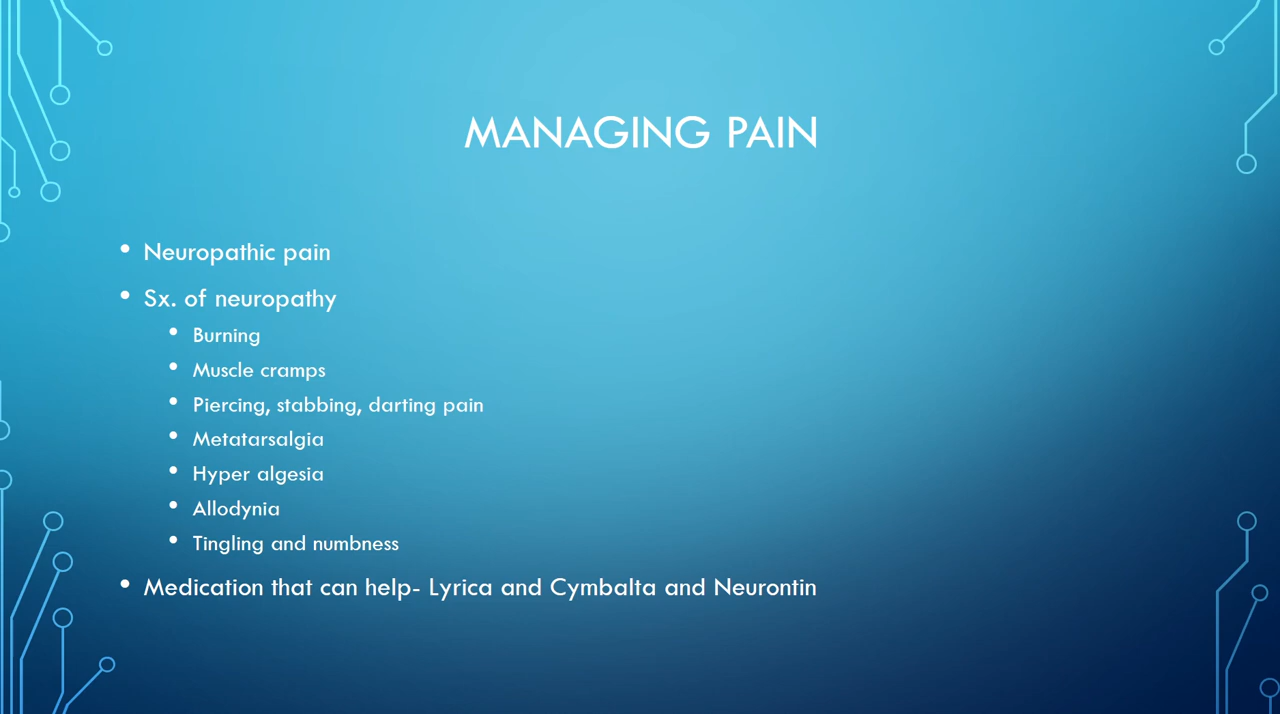 MANAGING PAIN
• Neuropathic pain
• Sx. of neuropathy
• Burning
• Muscle cramps
• Piercing, stabbing, darting pain
• Metatarsalgia
• Hyper algesia
• Allodynia
• Tingling and numbness
• Medication that can help- Lyrica and Cymbalta and Neurontin